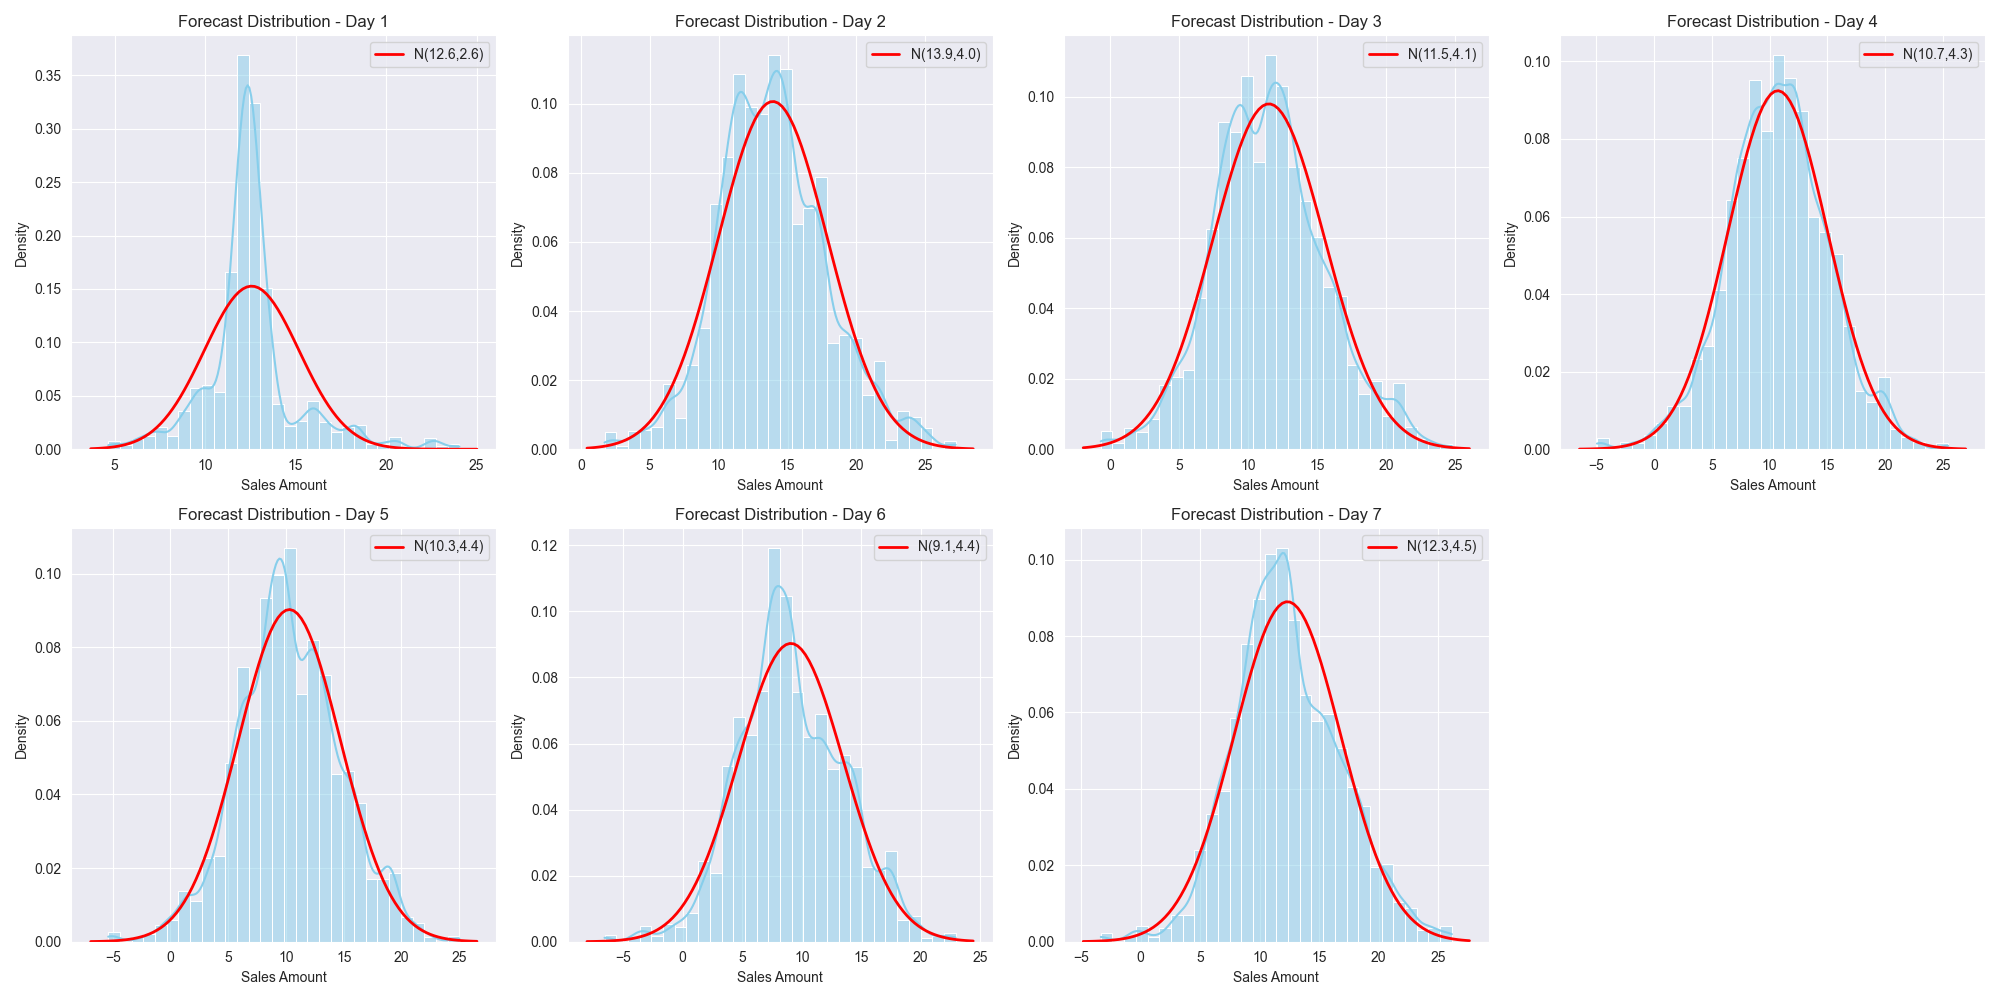 Forecast Distribution - Day 1
N(12.6,2.6)
Density
0.35
0.30
0.25
0.20
0.15
0.10
0.05
0.00
5 10 15 20 25
Sales Amount
Forecast Distribution - Day 2
N(13.9,4.0)
Density
0.10
0.08
0.06
0.04
0.02
0.00
0 5 10 15 20 25
Sales Amount
Forecast Distribution - Day 3
N(11.5,4.1)
Density
0.10
0.08
0.06
0.04
0.02
0.00
0 5 10 15 20 25
Sales Amount
Forecast Distribution - Day 4
N(10.7,4.3)
Density
0.10
0.08
0.06
0.04
0.02
0.00
−5 0 5 10 15 20 25
Sales Amount
Forecast Distribution - Day 5
N(10.3,4.4)
Density
0.10
0.08
0.06
0.04
0.02
0.00
−5 0 5 10 15 20 25
Sales Amount
Forecast Distribution - Day 6
N(9.1,4.4)
Density
0.12
0.10
0.08
0.06
0.04
0.02
0.00
−5 0 5 10 15 20 25
Sales Amount
Forecast Distribution - Day 7
N(12.3,4.5)
Density
0.10
0.08
0.06
0.04
0.02
0.00
−5 0 5 10 15 20 25
Sales Amount